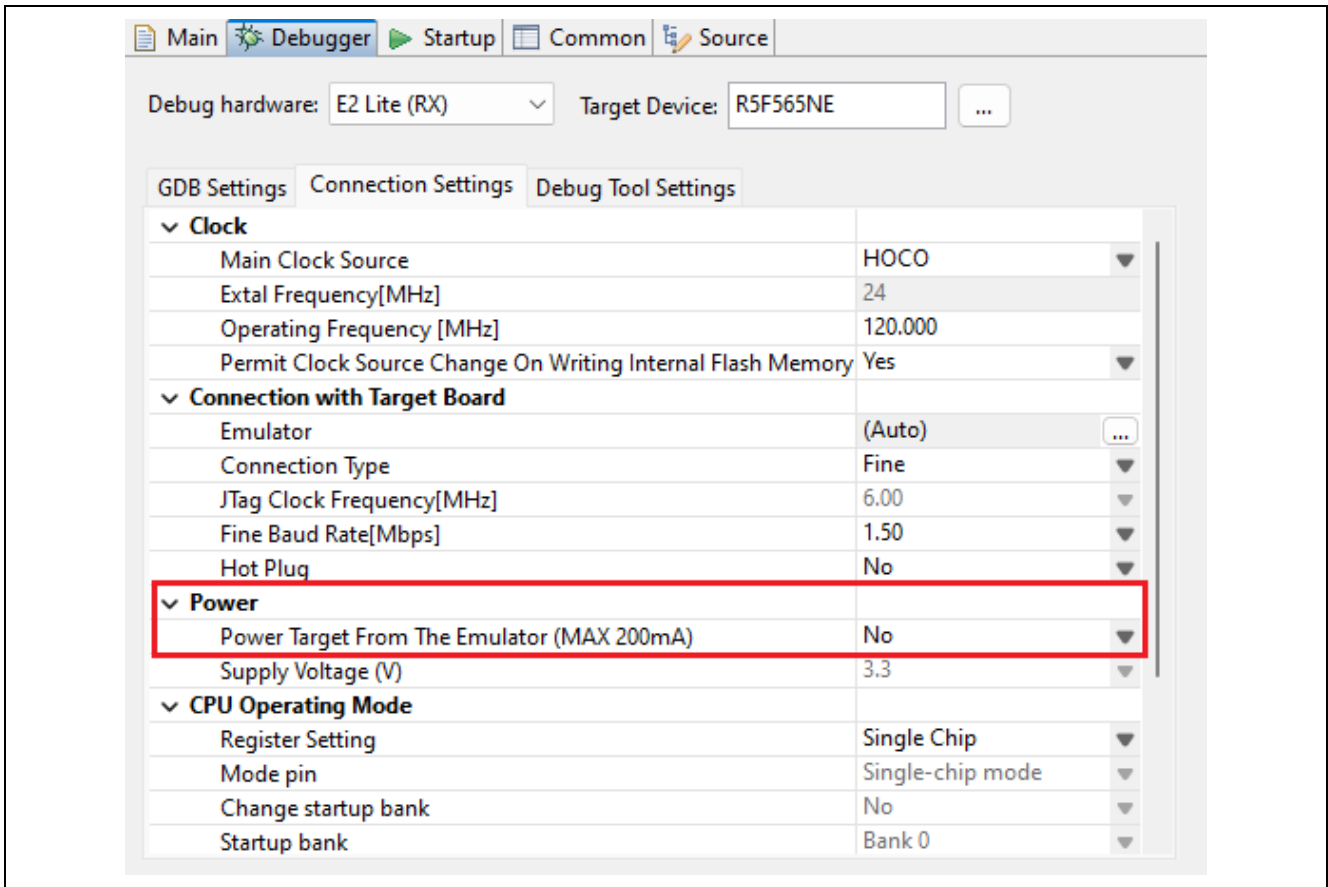 Main Debugger Startup Common Source
Debug hardware: E2 Lite (RX) Target Device: R5F565NE ...
GDB Settings Connection Settings Debug Tool Settings
Clock
Main Clock Source HOCO
Extal Frequency[MHz] 24
Operating Frequency [MHz] 120.000
Permit Clock Source Change On Writing Internal Flash Memory Yes
Connection with Target Board
Emulator (Auto) ...
Connection Type Fine
JTag Clock Frequency[MHz] 6.00
Fine Baud Rate[Mbps] 1.50
Hot Plug No
Power
Power Target From The Emulator (MAX 200mA) No
Supply Voltage (V) 3.3
CPU Operating Mode
Register Setting Single Chip
Mode pin Single-chip mode
Change startup bank No
Startup bank Bank 0